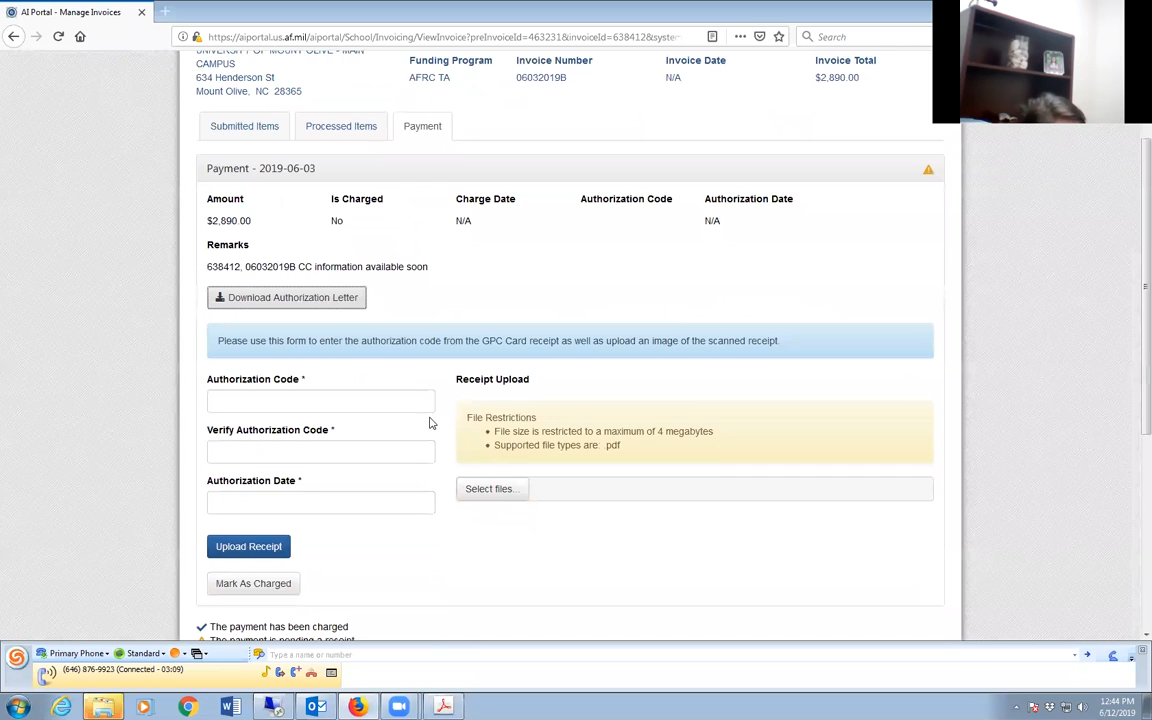 AI Portal - Manage Invoices
https://aiportal.us.af.mil/aiportal/School/Invoicing/ViewInvoice?preInvoiceId=463231&invoiceId=638412&syste
Search
UNIVERSITY OF MOUNT OLIVE - MAIN
CAMPUS
634 Henderson St
Mount Olive, NC 28365
Funding Program
AFRC TA
Invoice Number
06032019B
Invoice Date
N/A
Invoice Total
$2,890.00
Submitted Items
Processed Items
Payment
Payment - 2019-06-03
Amount Is Charged Charge Date Authorization Code Authorization Date
$2,890.00 No N/A N/A
Remarks
638412, 06032019B CC information available soon
Download Authorization Letter
Please use this form to enter the authorization code from the GPC Card receipt as well as upload an image of the scanned receipt.
Authorization Code *
Verify Authorization Code *
Authorization Date *
Receipt Upload
File Restrictions
File size is restricted to a maximum of 4 megabytes
Supported file types are: .pdf
Select files...
Upload Receipt
Mark As Charged
The payment has been charged
The payment is pending a receipt
Primary Phone Standard Type a name or number
(646) 876-9923 (Connected - 03:09)
12:44 PM
6/12/2019